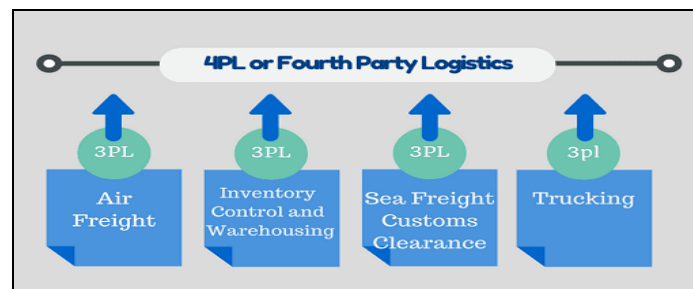 4PL or Fourth Party Logistics
3PL
3PL
3PL
3pl
Air
Freight
Inventory
Control and
Warehousing
Sea Freight
Customs
Clearance
Trucking